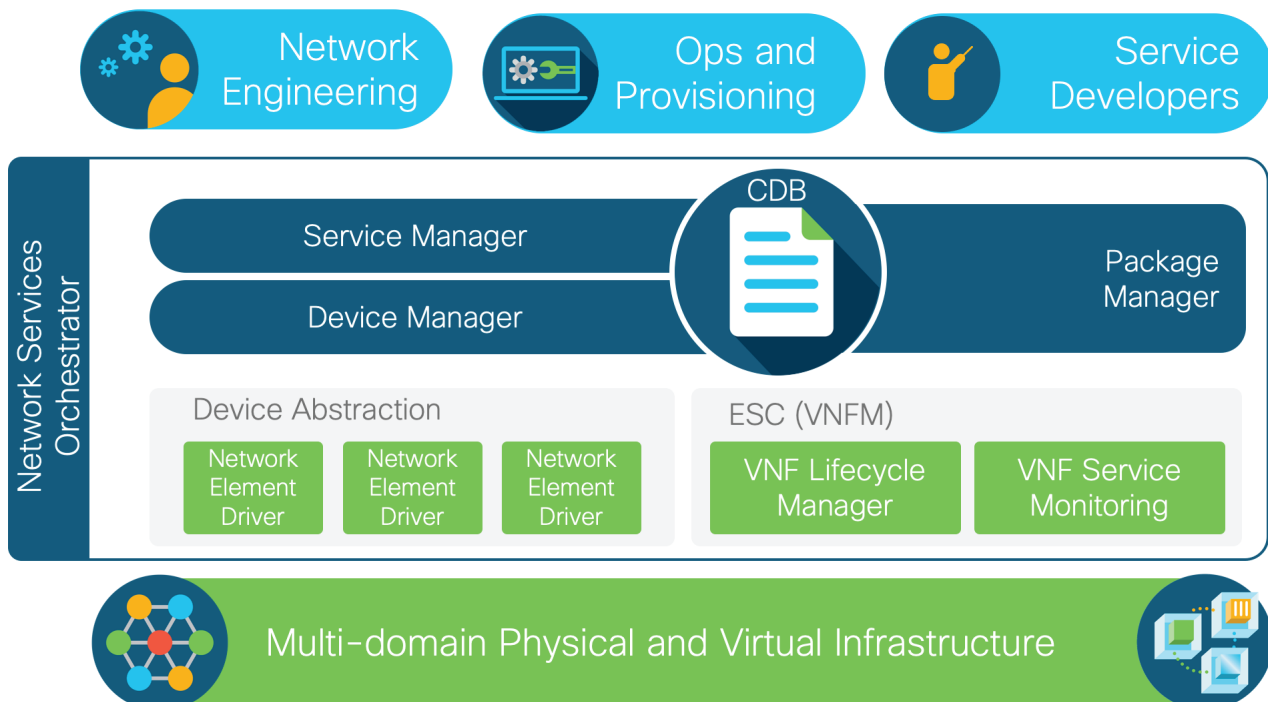 Network
Engineering
Ops and
Provisioning
Service
Developers
Network Services
Orchestrator
CDB
Service Manager
Device Manager
Package
Manager
Device Abstraction
Network
Element
Driver
Network
Element
Driver
Network
Element
Driver
ESC (VNFM)
VNF Lifecycle
Manager
VNF Service
Monitoring
Multi-domain Physical and Virtual Infrastructure